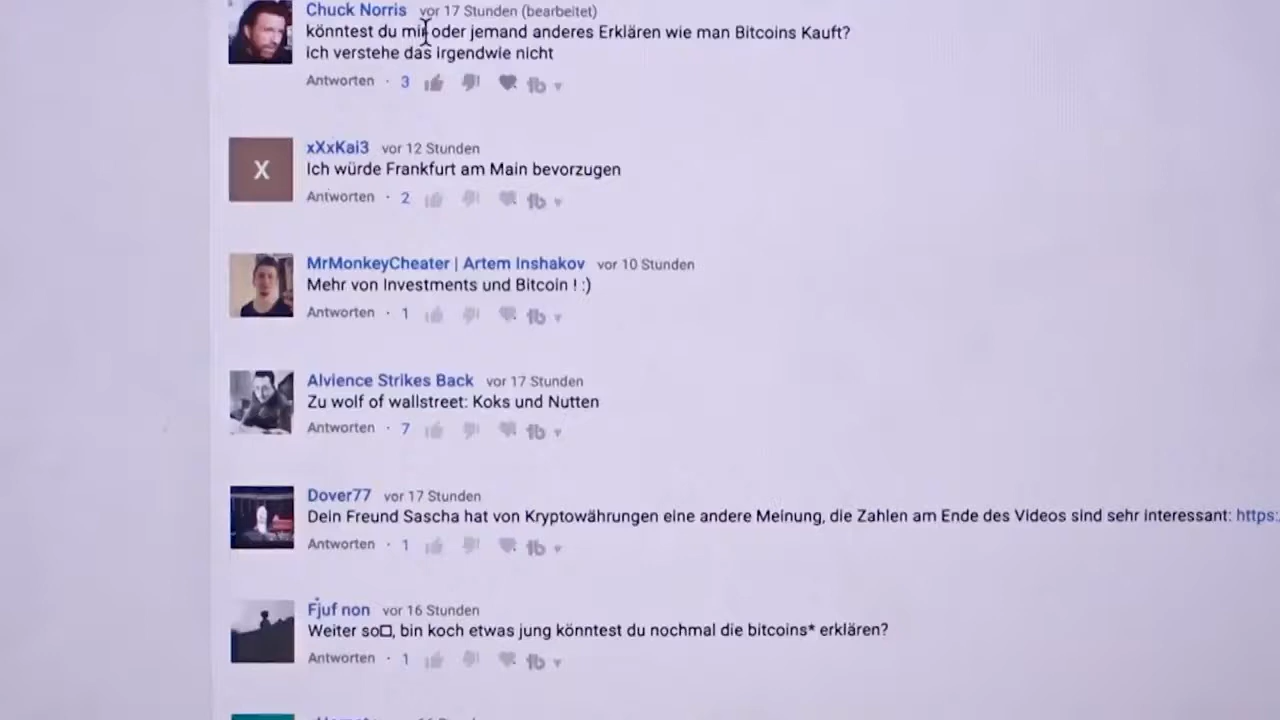 Chuck Norris vor 17 Stunden (bearbeitet)
könntest du mir oder jemand anderes Erklären wie man Bitcoins Kauft?
ich verstehe das irgendwie nicht
Antworten · 3
X
xXxKai3 vor 12 Stunden
Ich würde Frankfurt am Main bevorzugen
Antworten · 2
MrMonkeyCheater | Artem Inshakov vor 10 Stunden
Mehr von Investments und Bitcoin ! :)
Antworten · 1
Alvience Strikes Back vor 17 Stunden
Zu wolf of wallstreet: Koks und Nutten
Antworten · 7
Dover77 vor 17 Stunden
Dein Freund Sascha hat von Kryptowährungen eine andere Meinung, die Zahlen am Ende des Videos sind sehr interessant: https:
Antworten · 1
Fjuf non vor 16 Stunden
Weiter so□, bin koch etwas jung könntest du nochmal die bitcoins* erklären?
Antworten · 1